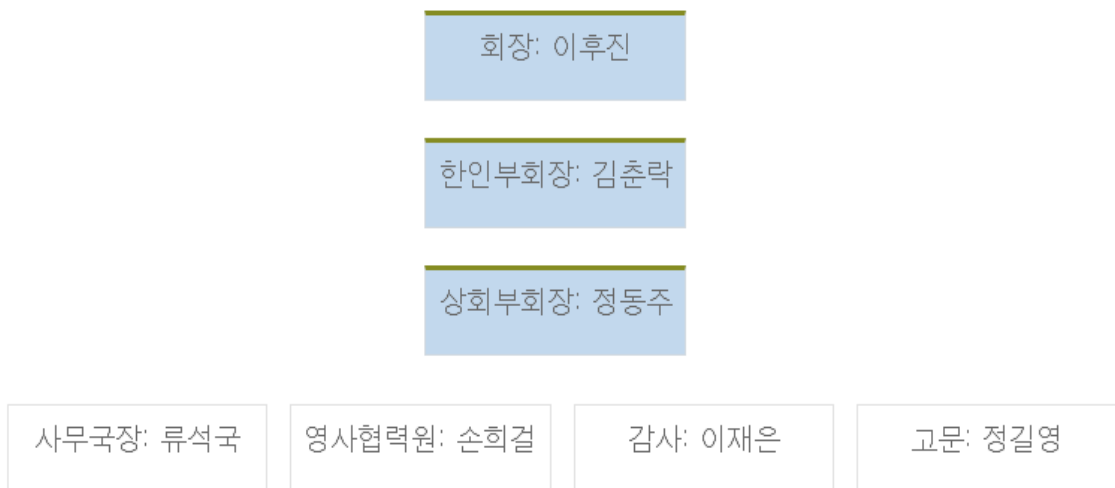 회장: 이후진
한인부회장: 김춘락
상회부회장: 정동주
사무국장: 류석국
영사협력원: 손희걸
감사: 이재은
고문: 정길영